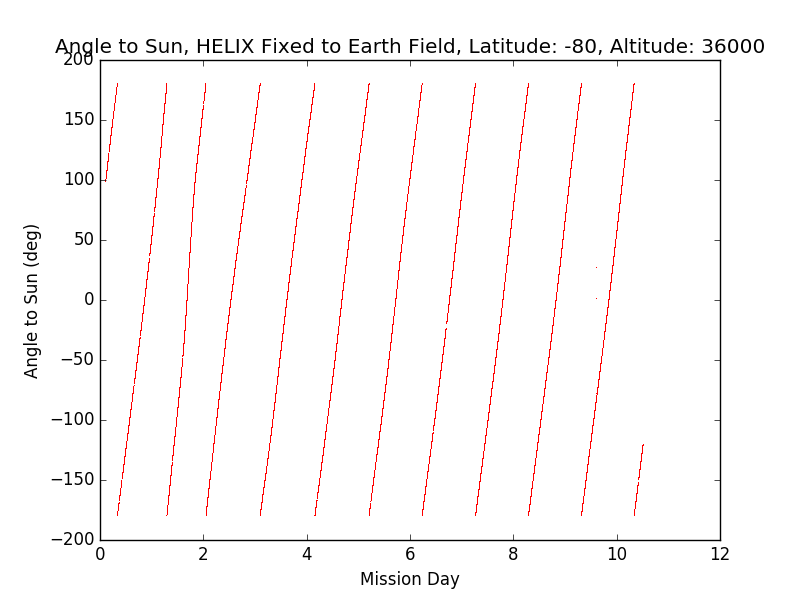 Angle to Sun, HELIX Fixed to Earth Field, Latitude: -80, Altitude: 36000
200
150
100
50
0
−50
−100
−150
−200
Angle to Sun (deg)
0 2 4 6 8 10 12
Mission Day